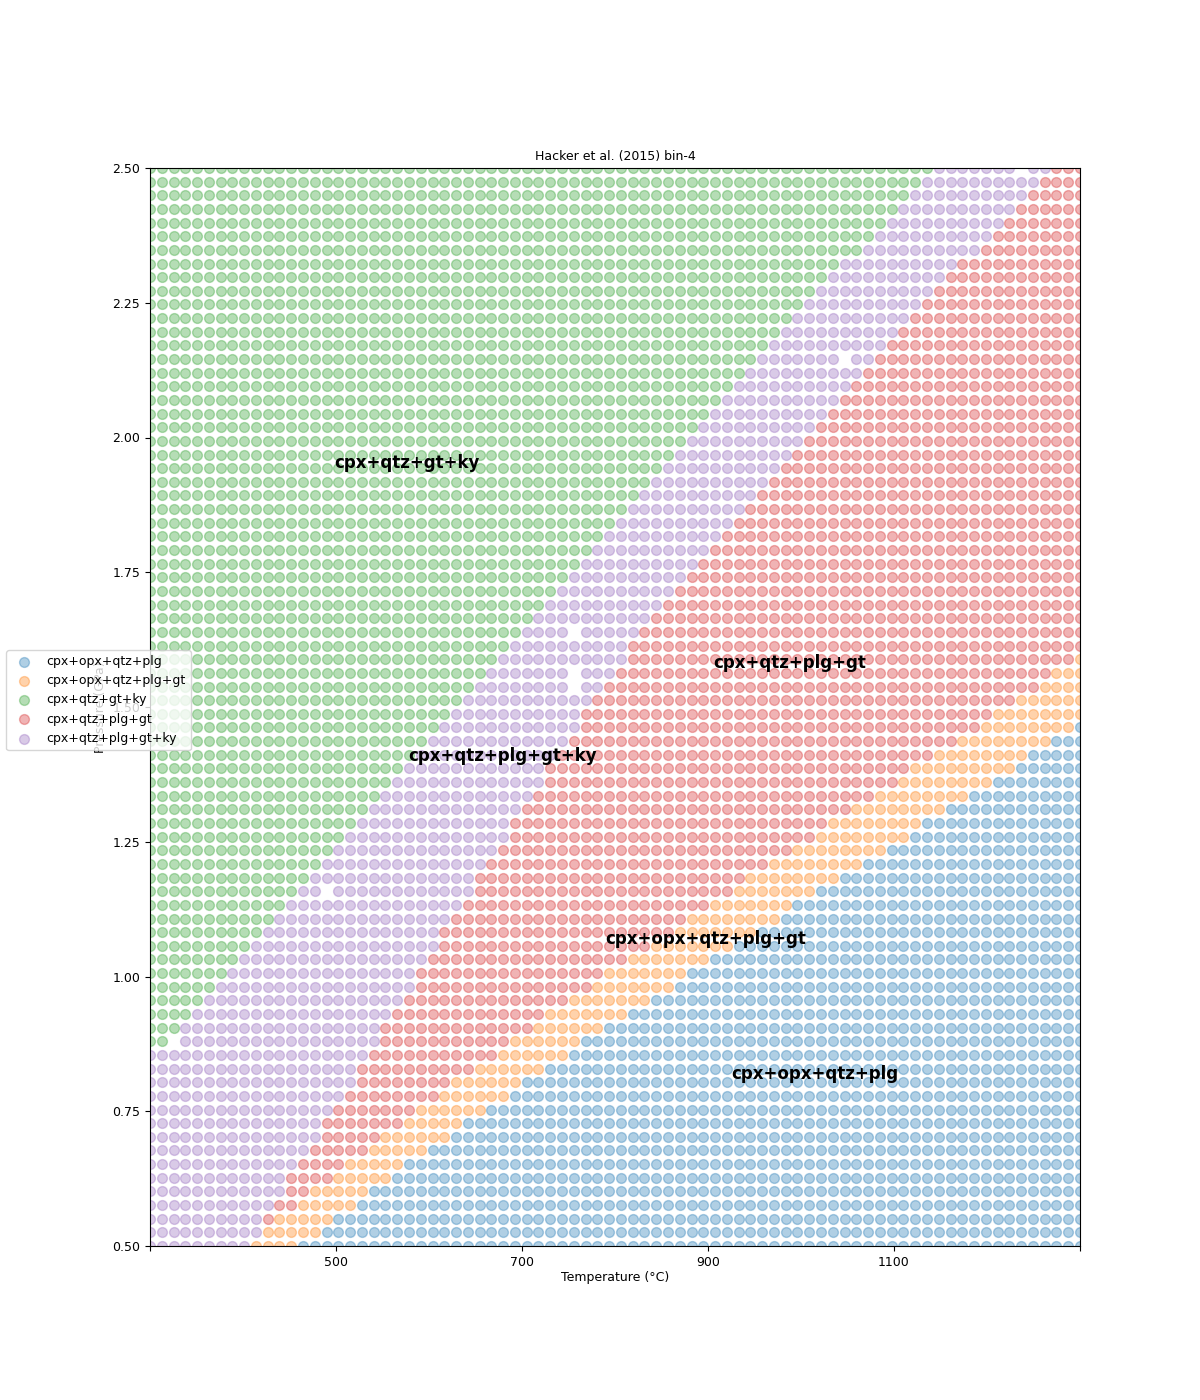 Hacker et al. (2015) bin-4
2.50
2.25
2.00
1.75
1.50
1.25
1.00
0.75
0.50
cpx+qtz+gt+ky
cpx+qtz+plg+gt
cpx+qtz+plg+gt+ky
cpx+opx+qtz+plg+gt
cpx+opx+qtz+plg
cpx+opx+qtz+plg
cpx+opx+qtz+plg+gt
cpx+qtz+gt+ky
cpx+qtz+plg+gt
cpx+qtz+plg+gt+ky
500
700
900
1100
Temperature (°C)